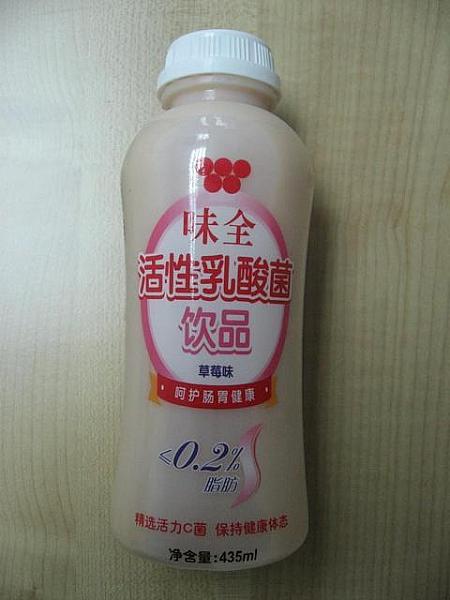 味全
活性乳酸菌
饮品
草莓味
呵护肠胃健康
≤0.2%
脂肪
精选活力C菌 保持健康体态
净含量:435ml